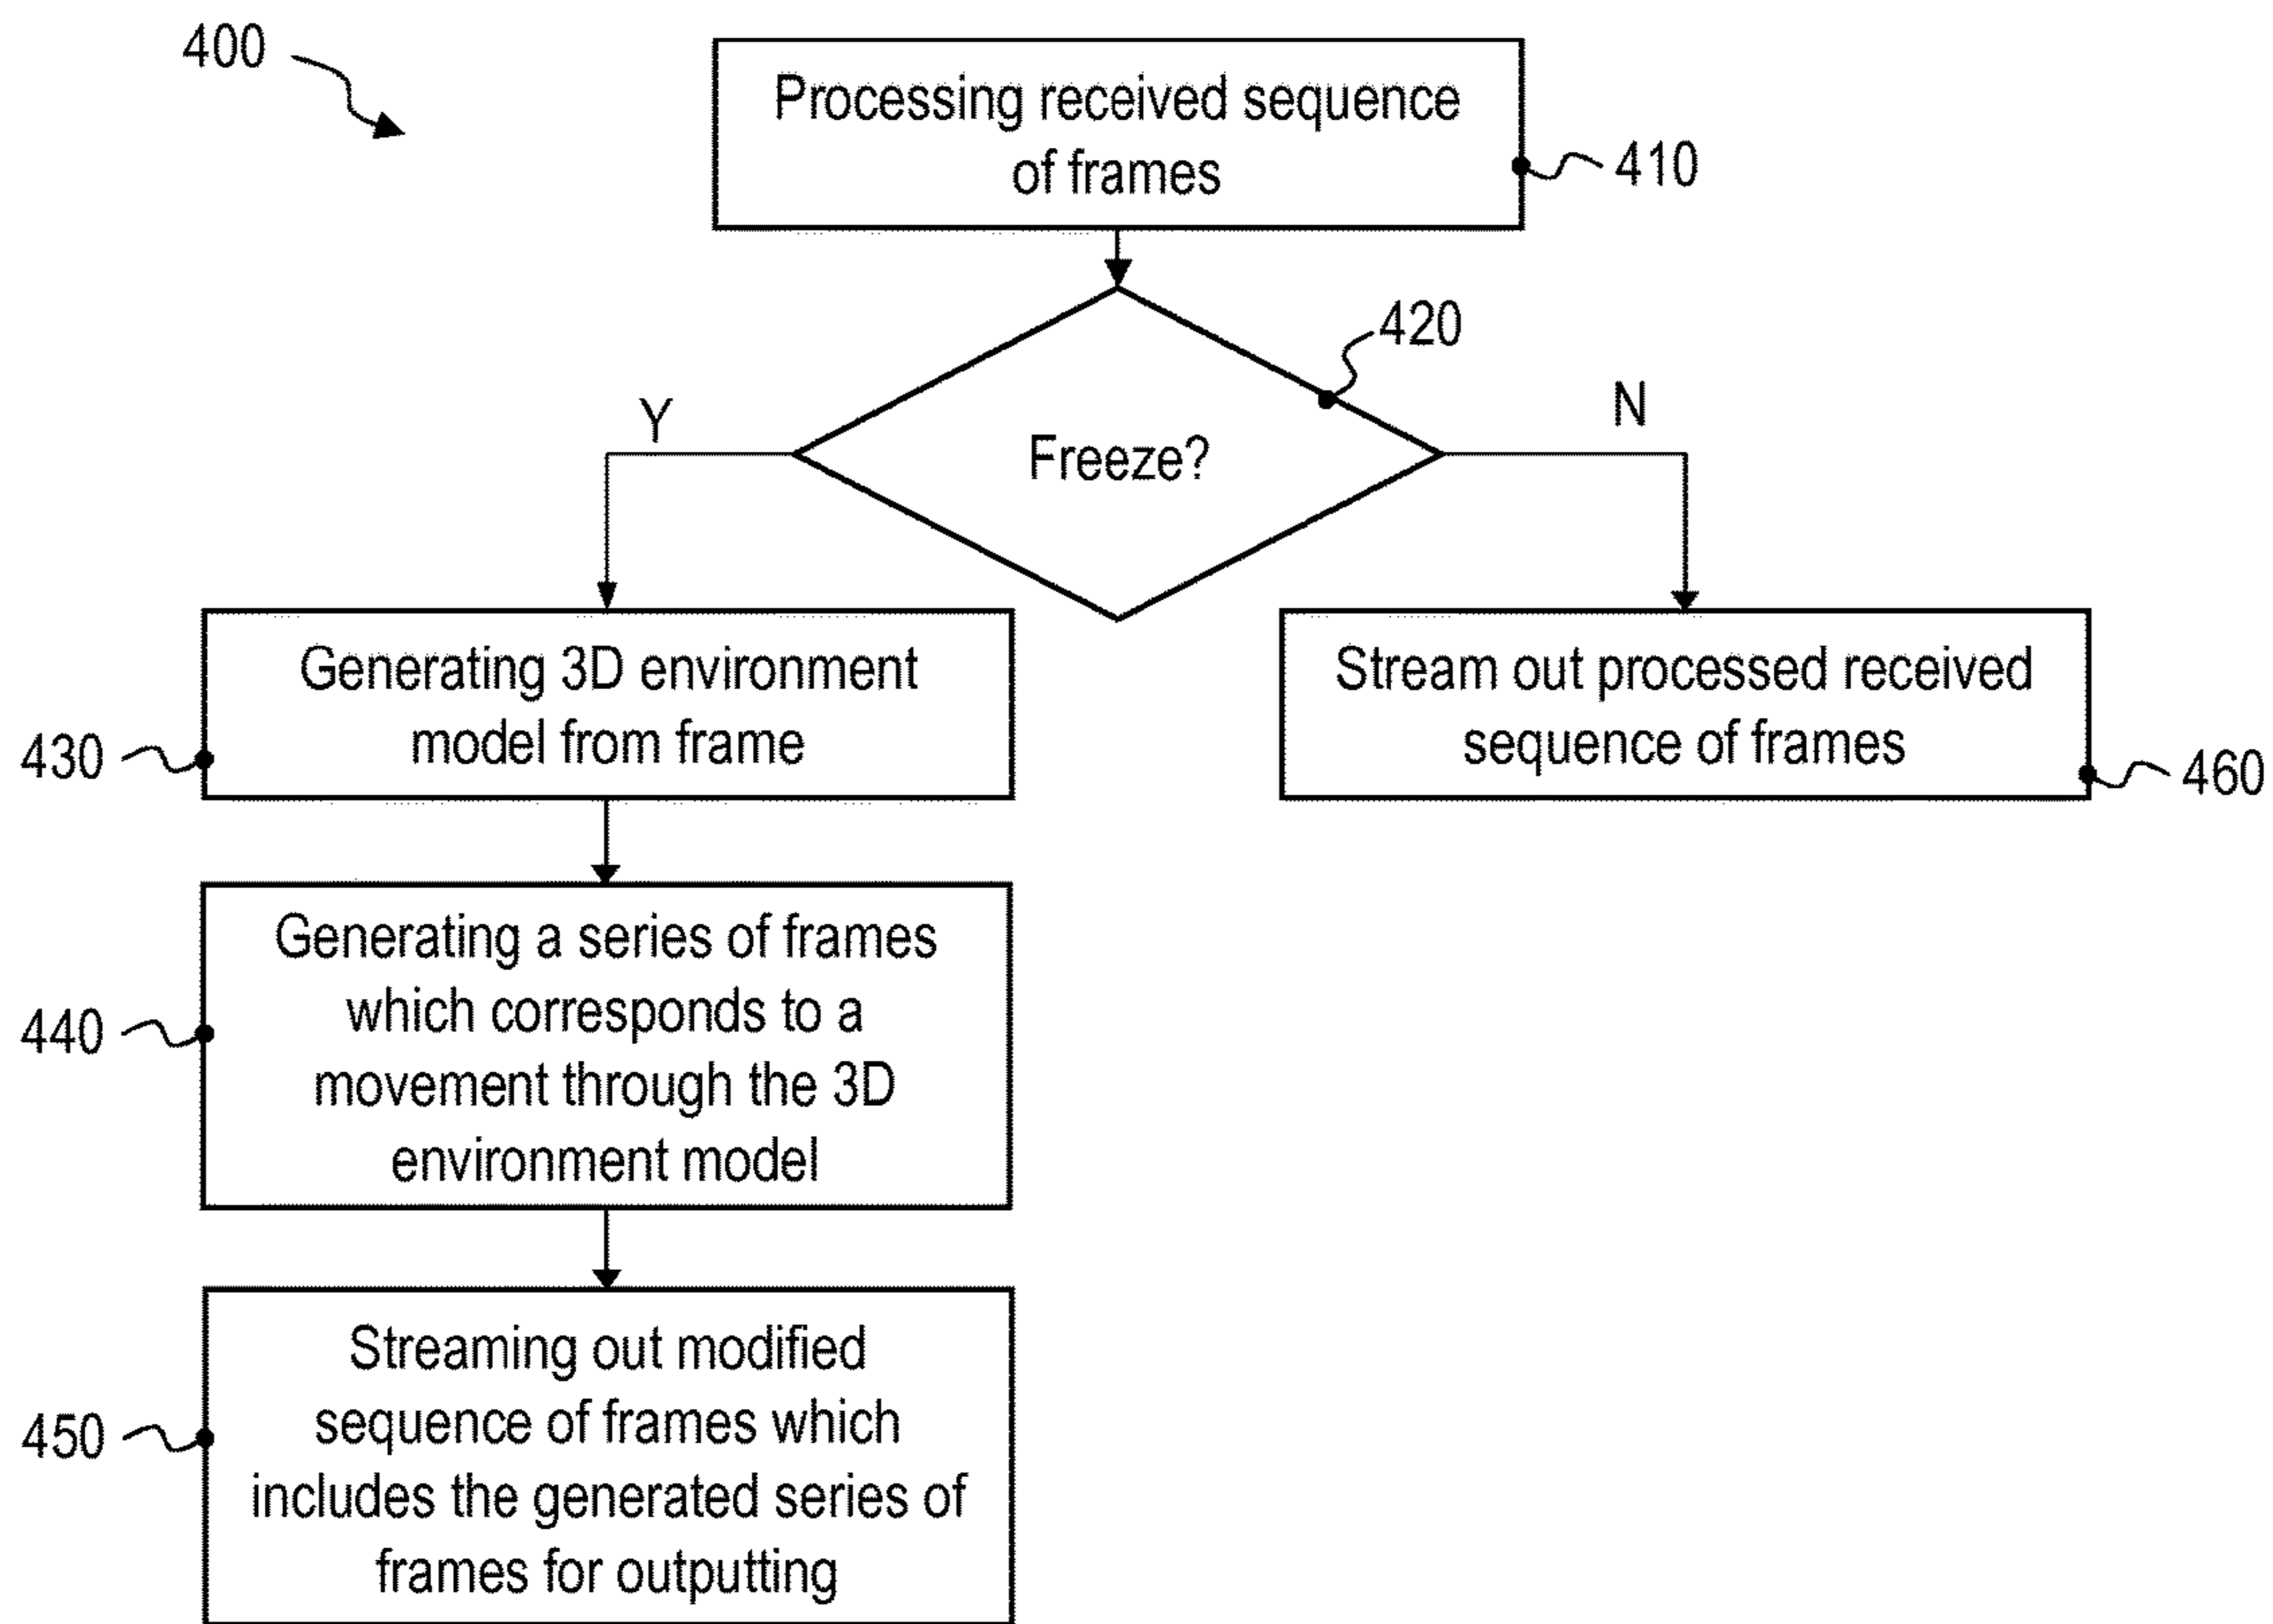 400
Processing received sequence
of frames
410
420
Y
N
Freeze?
Generating 3D environment
model from frame
430
Stream out processed received
sequence of frames
460
Generating a series of frames
which corresponds to a
movement through the 3D
environment model
440
Streaming out modified
sequence of frames which
includes the generated series of
frames for outputting
450